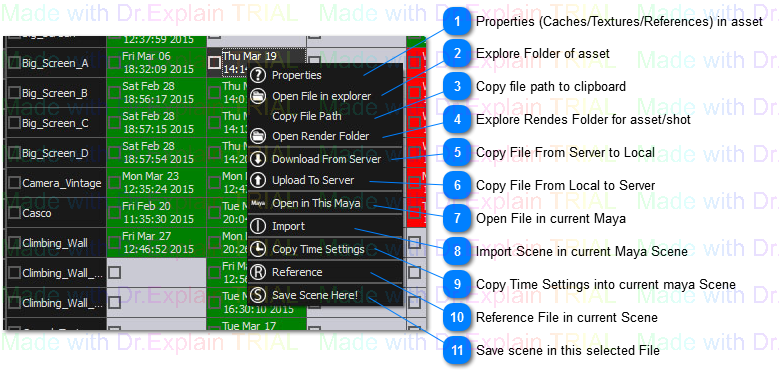 Made with Dr.Explain TRIAL Made with Dr.Explain TRIAL Made with
12:37:59 2015
Big_Screen_A
Fri Mar 06
18:32:09 2015
Thu Mar 19
14:1
Big_Screen_B
Sat Feb 28
18:56:17 2015
Thu M
14:0
Big_Screen_C
Sat Feb 28
18:57:15 2015
Thu M
Big_Screen_D
Sat Feb 28
18:57:54 2015
Thu M
14:2
Camera_Vintage
Mon Mar 23
12:35:24 2015
Mon
12:4
Casco
Fri Feb 20
11:35:30 2015
Tue M
20:04
Climbing_Wall
Fri Mar 27
12:46:52 2015
Mon
20:26
Climbing_Wall_...
Fri M
12:56
Climbing_Wall_...
Tue M
16:30:10 2015
Tue Mar 17
Properties
Open File in explorer
Copy File Path
Open Render Folder
Download From Server
Upload To Server
Maya Open in This Maya
Import
Copy Time Settings
R Reference
S Save Scene Here!
1 Properties (Caches/Textures/References) in asset
2 Explore Folder of asset
3 Copy file path to clipboard
4 Explore Rendes Folder for asset/shot
5 Copy File From Server to Local
6 Copy File From Local to Server
7 Open File in current Maya
8 Import Scene in current Maya Scene
9 Copy Time Settings into current maya Scene
10 Reference File in current Scene
11 Save scene in this selected File
Made with Dr.Explain TRIAL Made with Dr.Explain TRIAL Made with